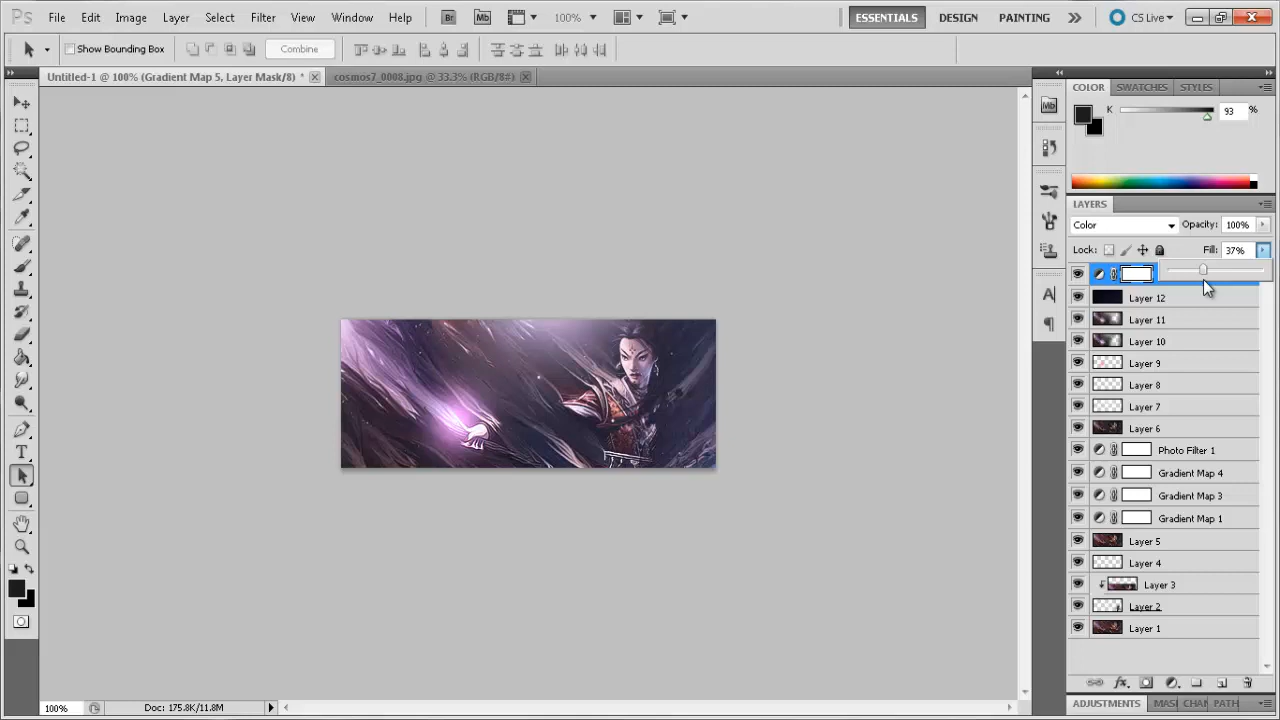 Ps File Edit Image Layer Select Filter View Window Help Br Mb 100% ESSENTIALS DESIGN PAINTING CS Live
Show Bounding Box Combine
Untitled-1 @ 100% (Gradient Map 5, Layer Mask/8) * cosmos7_0008.jpg @ 33.3% (RGB/8#)
COLOR SWATCHES STYLES
Mb
K 93 %
LAYERS
Color Opacity: 100%
Lock: Fill: 37%
Layer 12
Layer 11
Layer 10
Layer 9
Layer 8
Layer 7
Layer 6
Photo Filter 1
Gradient Map 4
Gradient Map 3
Gradient Map 1
Layer 5
Layer 4
Layer 3
Layer 2
Layer 1
100% Doc: 175.8K/11.8M
ADJUSTMENTS MAS CHAN PATH